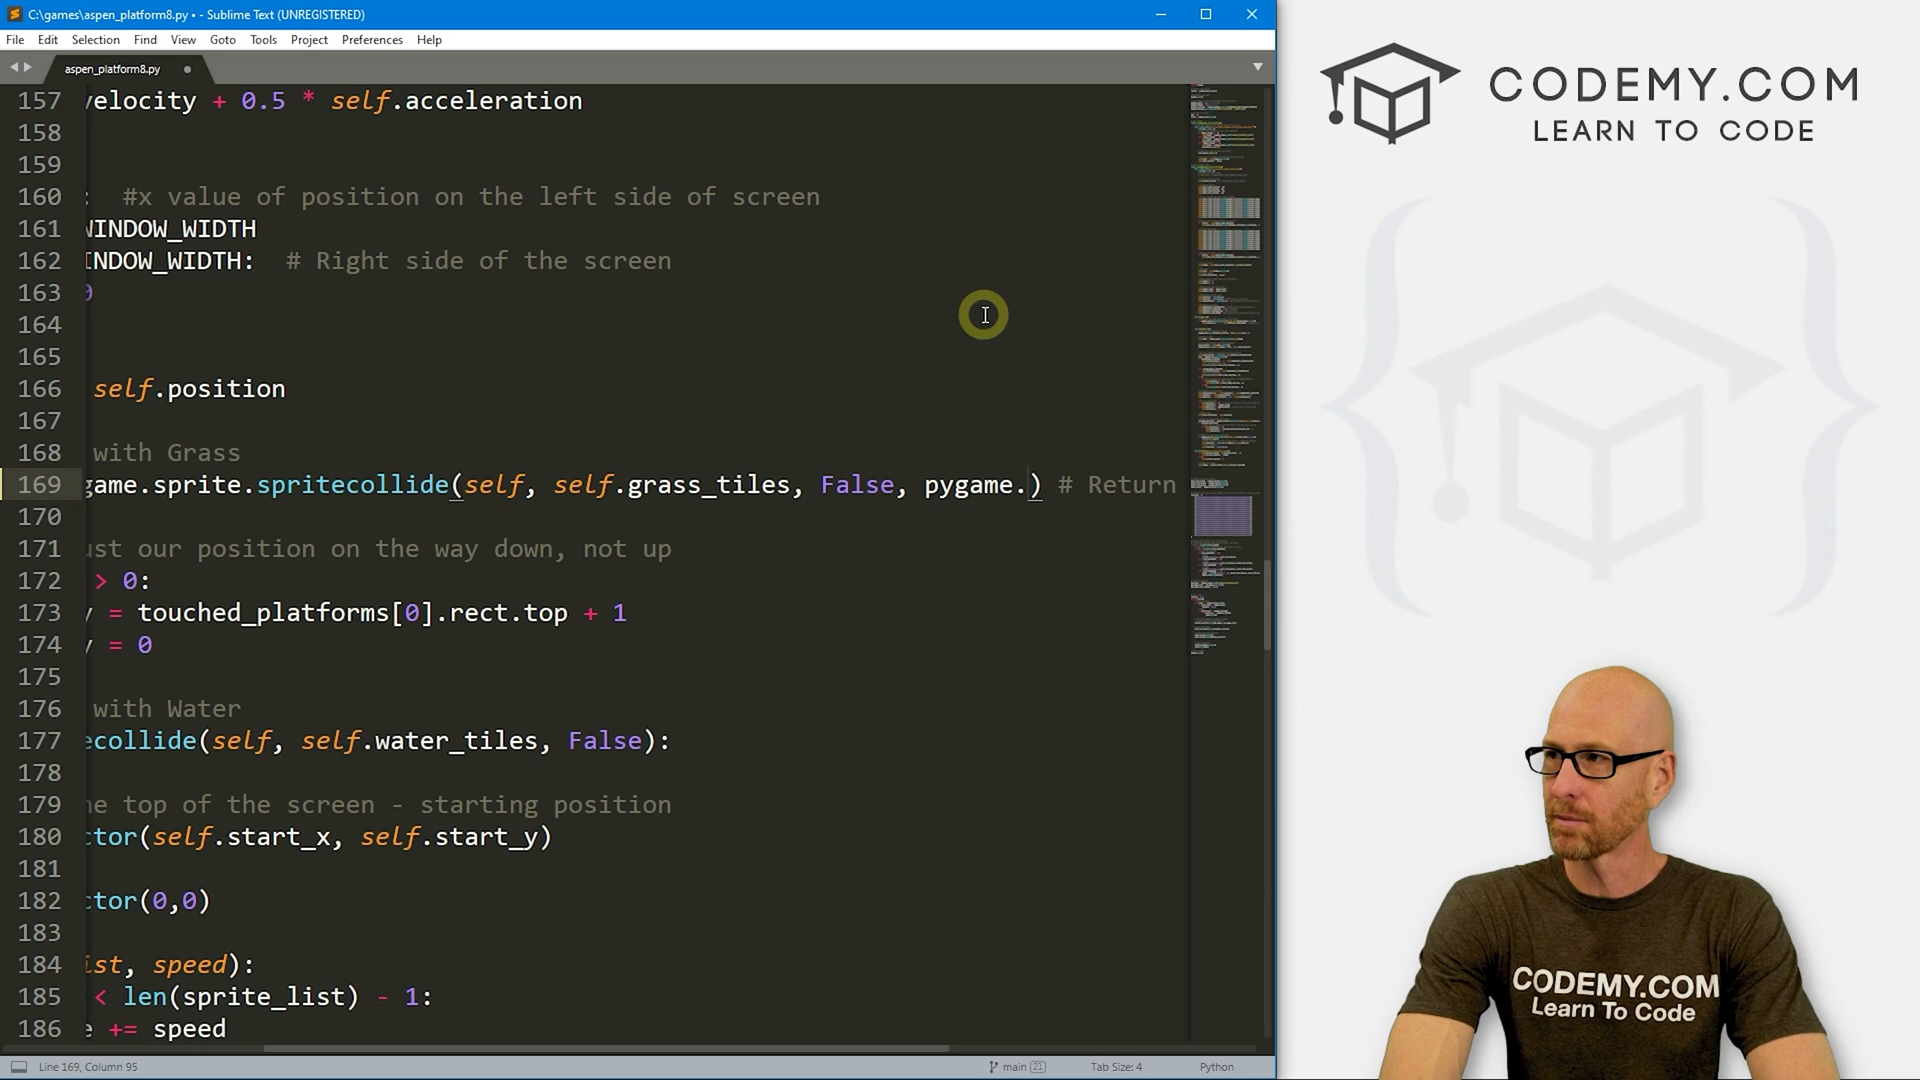 C:\games\aspen_platform8.py • - Sublime Text (UNREGISTERED)
File Edit Selection Find View Goto Tools Project Preferences Help
aspen_platform8.py
157 velocity + 0.5 * self.acceleration
158
159
160 : #x value of position on the left side of screen
161 WINDOW_WIDTH
162 INDOW_WIDTH: # Right side of the screen
163 0
164
165
166 self.position
167
168 with Grass
169 game.sprite.spritecollide(self, self.grass_tiles, False, pygame.) # Return
170
171 ust our position on the way down, not up
172 > 0:
173 y = touched_platforms[0].rect.top + 1
174 y = 0
175
176 with Water
177 ecollide(self, self.water_tiles, False):
178
179 he top of the screen - starting position
180 ctor(self.start_x, self.start_y)
181
182 ctor(0,0)
183
184 ist, speed):
185 < len(sprite_list) - 1:
186 e += speed
Line 169, Column 95
main 21
Tab Size: 4
Python
CODEMY.COM
LEARN TO CODE
CODEMY.COM
Learn To Code